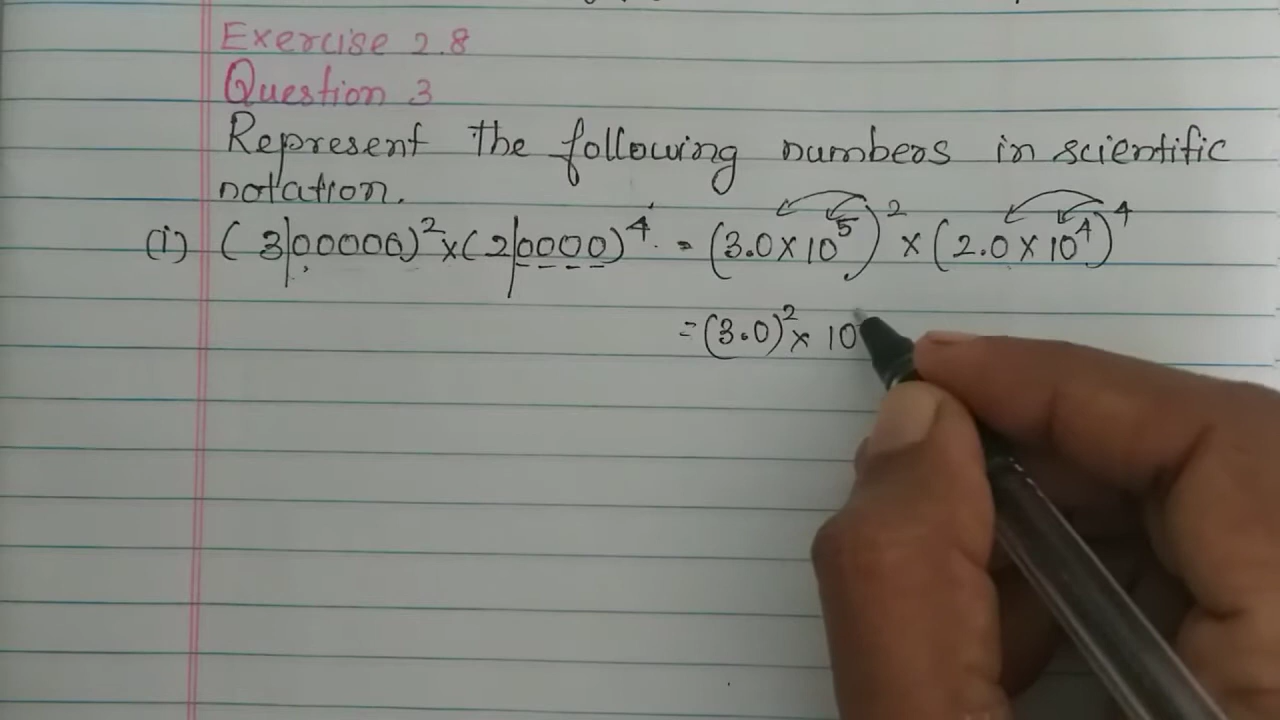 Exercise 2.8
Question 3
Represent the following numbers in scientific
notation.
(i) (300000)²×(20000)⁴ = (3.0×10⁵)² × (2.0×10⁴)⁴
=(3.0)²× 10